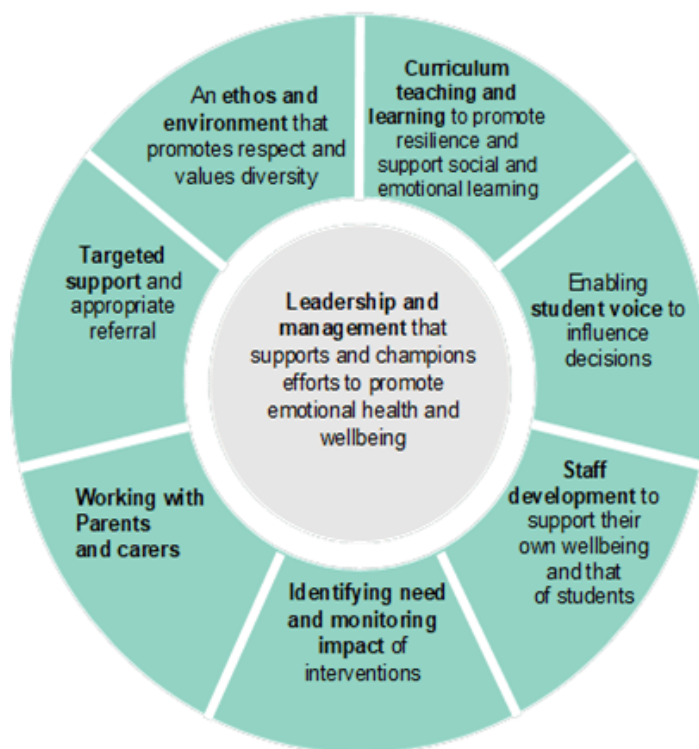 Curriculum
teaching and
learning to promote
resilience and
support social and
emotional learning
Enabling
student voice to
influence
decisions
Staff
development to
support their
own wellbeing
and that
of students
Identifying need
and monitoring
impact of
interventions
Working with
Parents
and carers
Targeted
support and
appropriate
referral
An ethos and
environment that
promotes respect and
values diversity
Leadership and
management that
supports and champions
efforts to promote
emotional health and
wellbeing